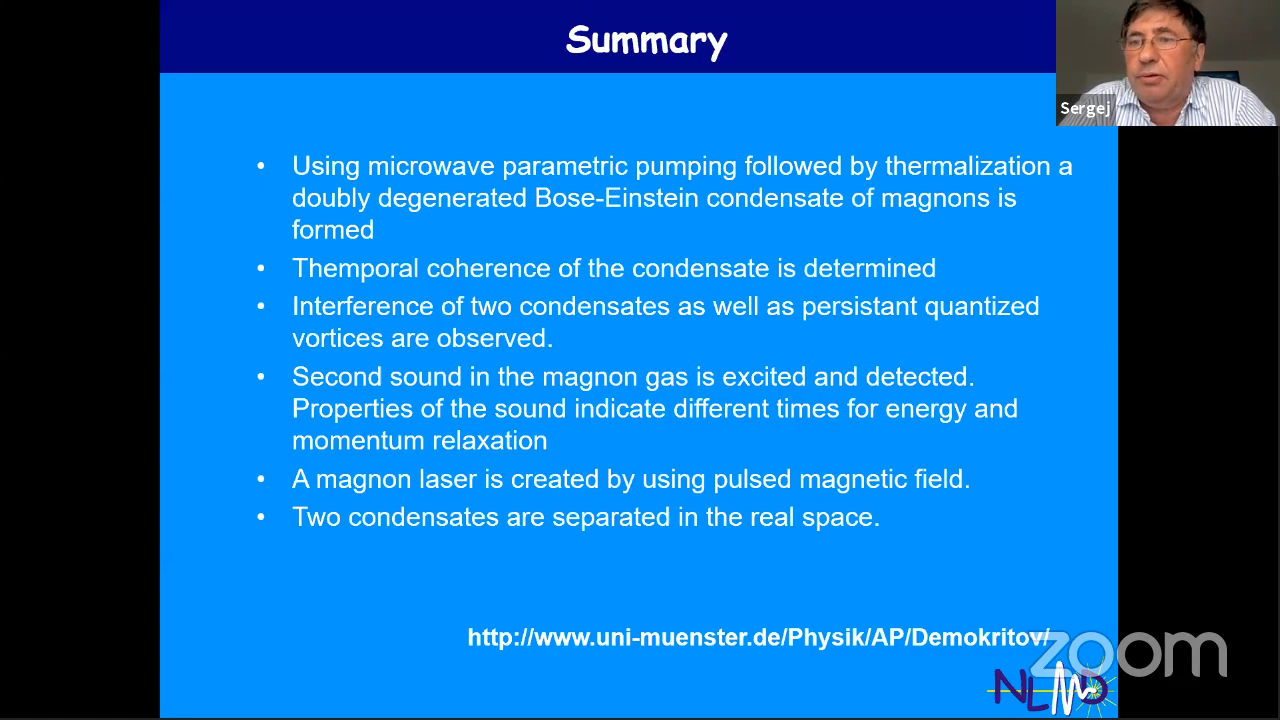 Summary
Sergej
• Using microwave parametric pumping followed by thermalization a
doubly degenerated Bose-Einstein condensate of magnons is
formed
• Themporal coherence of the condensate is determined
• Interference of two condensates as well as persistant quantized
vortices are observed.
• Second sound in the magnon gas is excited and detected.
Properties of the sound indicate different times for energy and
momentum relaxation
• A magnon laser is created by using pulsed magnetic field.
• Two condensates are separated in the real space.
http://www.uni-muenster.de/Physik/AP/Demokritov/
zoom
NLMD